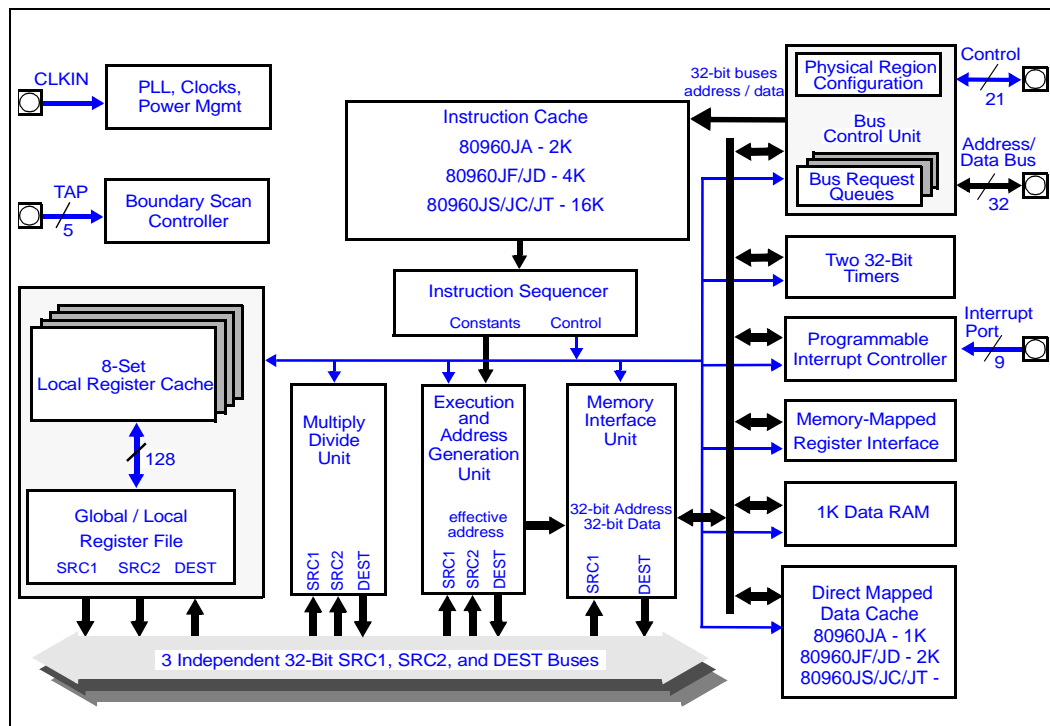 CLKIN
PLL, Clocks,
Power Mgmt
TAP
5
Boundary Scan
Controller
Instruction Cache
80960JA - 2K
80960JF/JD - 4K
80960JS/JC/JT - 16K
32-bit buses
address / data
Physical Region
Configuration
Bus
Control Unit
Bus Request
Queues
Control
21
Address/
Data Bus
32
Instruction Sequencer
Constants
Control
Two 32-Bit
Timers
Programmable
Interrupt Controller
Interrupt
Port
9
8-Set
Local Register Cache
128
Global / Local
Register File
SRC1
SRC2
DEST
Multiply
Divide
Unit
SRC1
SRC2
DEST
Execution
and
Address
Generation
Unit
effective
address
SRC1
SRC2
DEST
Memory
Interface
Unit
32-bit Address
32-bit Data
SRC1
DEST
Memory-Mapped
Register Interface
1K Data RAM
Direct Mapped
Data Cache
80960JA - 1K
80960JF/JD - 2K
80960JS/JC/JT -
3 Independent 32-Bit SRC1, SRC2, and DEST Buses